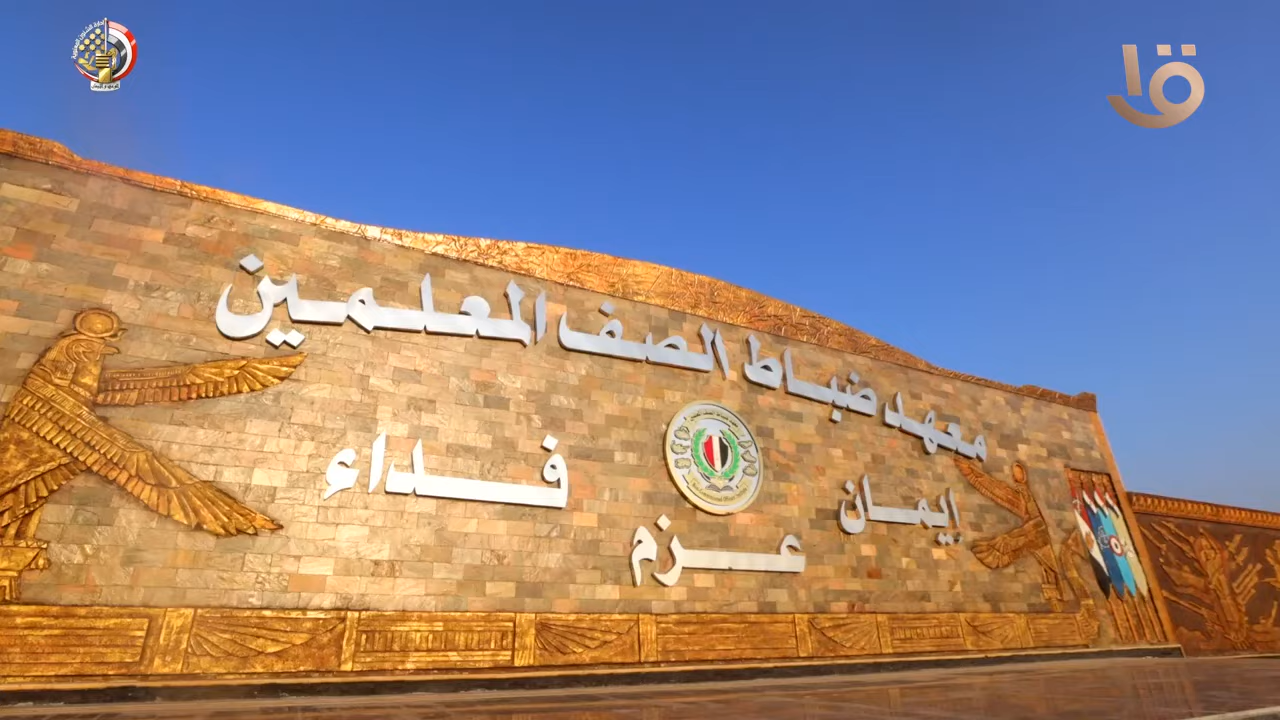 معهد ضباط الصف المعلمين
إيمان
عزم
فداء